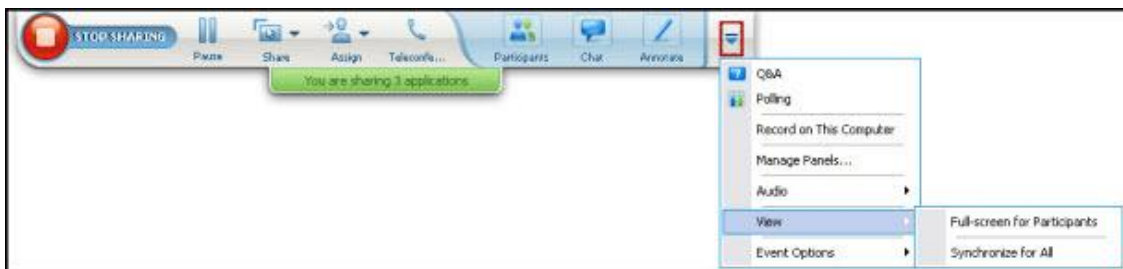 STOP SHARING
Pause
Share
Assign
Teleconfe...
Participants
Chat
Annotate
You are sharing 3 applications
Q&A
Polling
Record on This Computer
Manage Panels...
Audio
View
Full-screen for Participants
Event Options
Synchronize for All